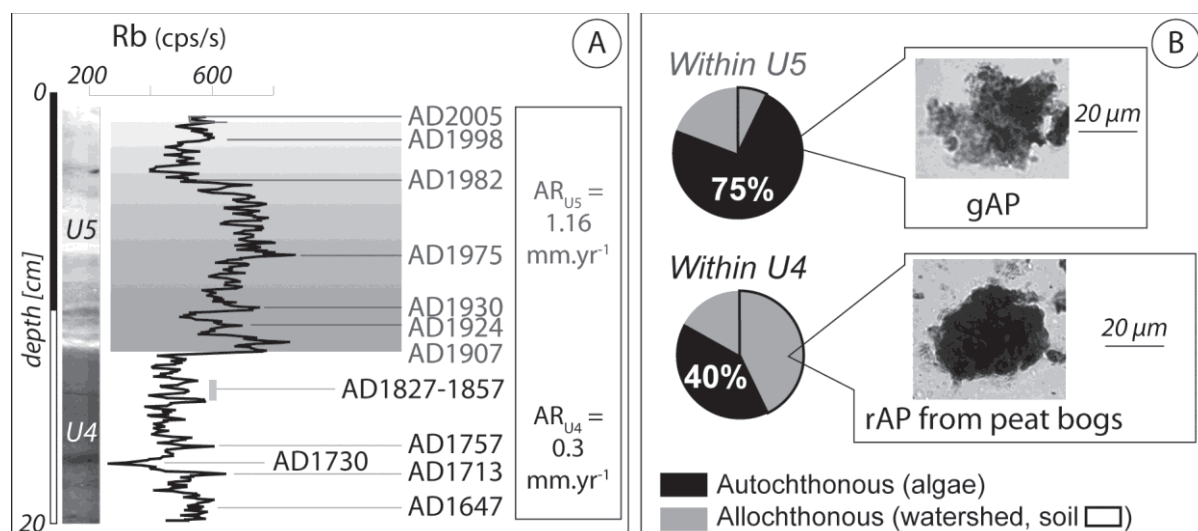 Rb (cps/s)
A
200 600
0
AD2005
AD1998
AD1982
AD1975
AD1930
AD1924
AD1907
AD1827-1857
AD1757
AD1730
AD1713
AD1647
U5
U4
depth [cm]
20
ARU5 =
1.16
mm.yr-1
ARU4 =
0.3
mm.yr-1
B
Within U5
75%
20 µm
gAP
Within U4
40%
20 µm
rAP from peat bogs
Autochthonous (algae)
Allochthonous (watershed, soil )